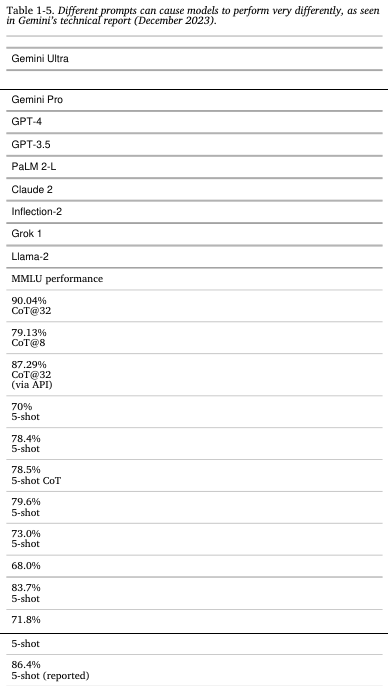 Table 1-5. Different prompts can cause models to perform very differently, as seen
in Gemini's technical report (December 2023).
Gemini Ultra
Gemini Pro
GPT-4
GPT-3.5
PaLM 2-L
Claude 2
Inflection-2
Grok 1
Llama-2
MMLU performance
90.04%
CoT@32
79.13%
CoT@8
87.29%
CoT@32
(via API)
70%
5-shot
78.4%
5-shot
78.5%
5-shot CoT
79.6%
5-shot
73.0%
5-shot
68.0%
83.7%
5-shot
71.8%
5-shot
86.4%
5-shot (reported)